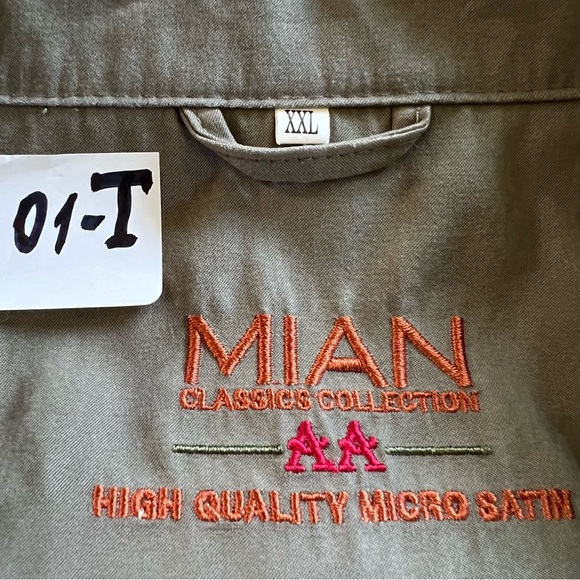 XXL
01-T
MIAN
CLASSICS COLLECTION
AA
HIGH QUALITY MICRO SATIN